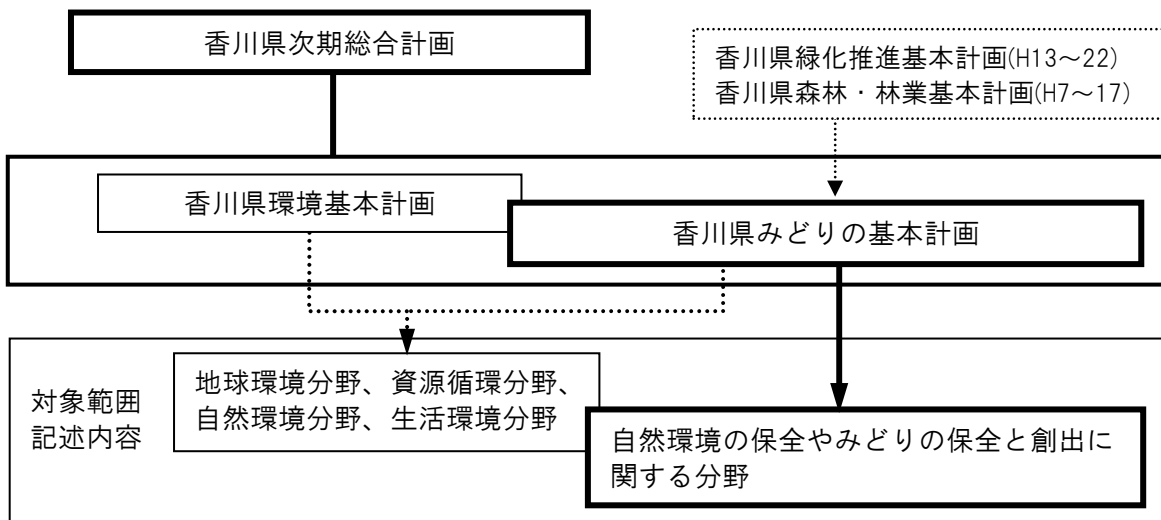 香川県次期総合計画
香川県緑化推進基本計画(H13～22)
香川県森林・林業基本計画(H7～17)
香川県環境基本計画
香川県みどりの基本計画
対象範囲
記述内容
地球環境分野、資源循環分野、
自然環境分野、生活環境分野
自然環境の保全やみどりの保全と創出に
関する分野